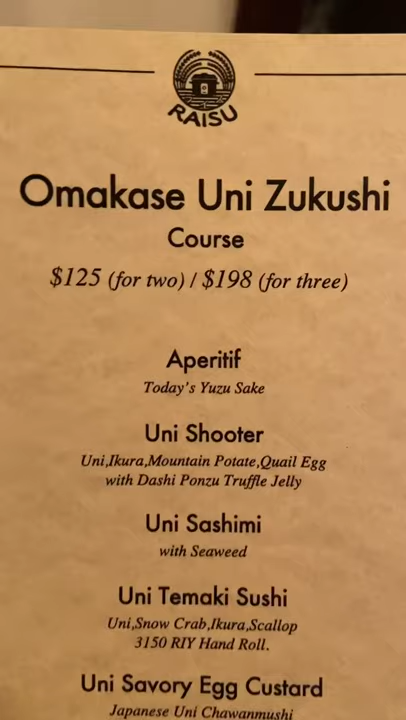 RAISU
Omakase Uni Zukushi
Course
$125 (for two) / $198 (for three)
Aperitif
Today's Yuzu Sake
Uni Shooter
Uni,Ikura,Mountain Potate,Quail Egg
with Dashi Ponzu Truffle Jelly
Uni Sashimi
with Seaweed
Uni Temaki Sushi
Uni,Snow Crab,Ikura,Scallop
3150 RIY Hand Roll.
Uni Savory Egg Custard
Japanese Uni Chawanmushi